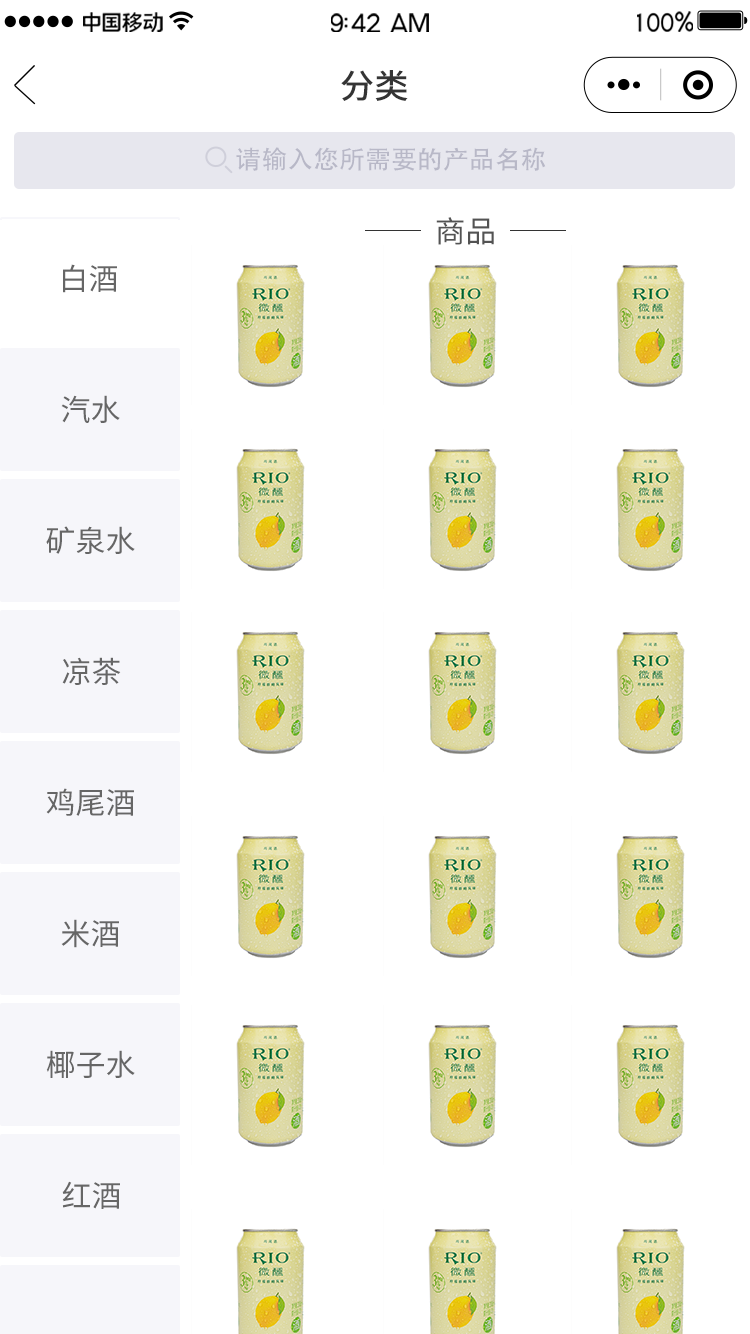 中国移动 9:42 AM 100%
分类
请输入您所需要的产品名称
商品
白酒
汽水
矿泉水
凉茶
鸡尾酒
米酒
椰子水
红酒
RIO RIO RIO
微醺 微醺 微醺
RIO RIO RIO
微醺 微醺 微醺
RIO RIO RIO
微醺 微醺 微醺
RIO RIO RIO
微醺 微醺 微醺
RIO RIO RIO
微醺 微醺 微醺
RIO RIO RIO
微醺 微醺 微醺